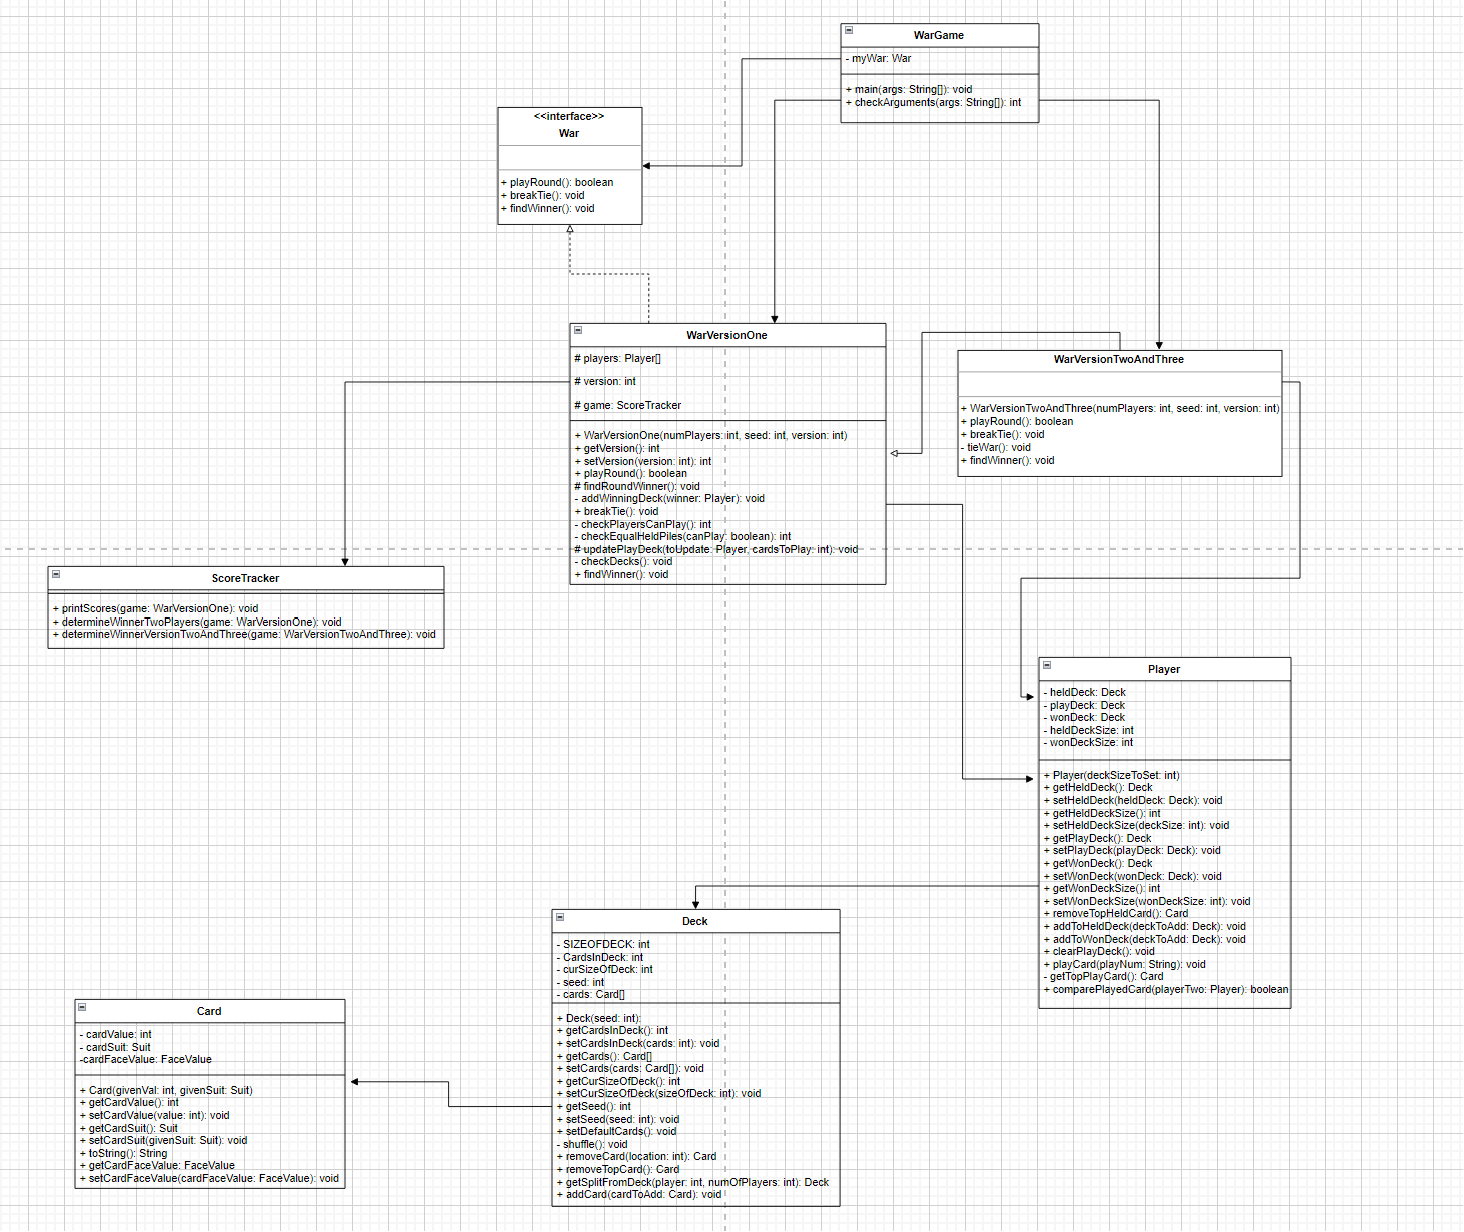 WarGame
- myWar: War
+ main(args: String[]): void
+ checkArguments(args: String[]): int
<<interface>>
War
+ playRound(): boolean
+ breakTie(): void
+ findWinner(): void
WarVersionOne
# players: Player[]
# version: int
# game: ScoreTracker
+ WarVersionOne(numPlayers: int, seed: int, version: int)
+ getVersion(): int
+ setVersion(version: int): int
+ playRound(): boolean
# findRoundWinner(): void
- addWinningDeck(winner: Player): void
+ breakTie(): void
- checkPlayersCanPlay(): int
- checkEqualHeldPiles(canPlay: boolean): int
# updatePlayDeck(toUpdate: Player, cardsToPlay: int): void
- checkDecks(): void
+ findWinner(): void
WarVersionTwoAndThree
+ WarVersionTwoAndThree(numPlayers: int, seed: int, version: int)
+ playRound(): boolean
+ breakTie(): void
- tieWar(): void
+ findWinner(): void
ScoreTracker
+ printScores(game: WarVersionOne): void
+ determineWinnerTwoPlayers(game: WarVersionOne): void
+ determineWinnerVersionTwoAndThree(game: WarVersionTwoAndThree): void
Player
- heldDeck: Deck
- playDeck: Deck
- wonDeck: Deck
- heldDeckSize: int
- wonDeckSize: int
+ Player(deckSizeToSet: int)
+ getHeldDeck(): Deck
+ setHeldDeck(heldDeck: Deck): void
+ getHeldDeckSize(): int
+ setHeldDeckSize(deckSize: int): void
+ getPlayDeck(): Deck
+ setPlayDeck(playDeck: Deck): void
+ getWonDeck(): Deck
+ setWonDeck(wonDeck: Deck): void
+ getWonDeckSize(): int
+ setWonDeckSize(wonDeckSize: int): void
+ removeTopHeldCard(): Card
+ addToHeldDeck(deckToAdd: Deck): void
+ addToWonDeck(deckToAdd: Deck): void
+ clearPlayDeck(): void
+ playCard(playNum: String): void
- getTopPlayCard(): Card
+ comparePlayedCard(playerTwo: Player): boolean
Deck
- SIZEOFDECK: int
- CardsInDeck: int
- curSizeOfDeck: int
- seed: int
- cards: Card[]
+ Deck(seed: int):
+ getCardsInDeck(): int
+ setCardsInDeck(cards: int): void
+ getCards(): Card[]
+ setCards(cards: Card[]): void
+ getCurSizeOfDeck(): int
+ setCurSizeOfDeck(sizeOfDeck: int): void
+ getSeed(): int
+ setSeed(seed: int): void
+ setDefaultCards(): void
- shuffle(): void
+ removeCard(location: int): Card
+ removeTopCard(): Card
+ getSplitFromDeck(player: int, numOfPlayers: int): Deck
+ addCard(cardToAdd: Card): void
Card
- cardValue: int
- cardSuit: Suit
-cardFaceValue: FaceValue
+ Card(givenVal: int, givenSuit: Suit)
+ getCardValue(): int
+ setCardValue(value: int): void
+ getCardSuit(): Suit
+ setCardSuit(givenSuit: Suit): void
+ toString(): String
+ getCardFaceValue: FaceValue
+ setCardFaceValue(cardFaceValue: FaceValue): void